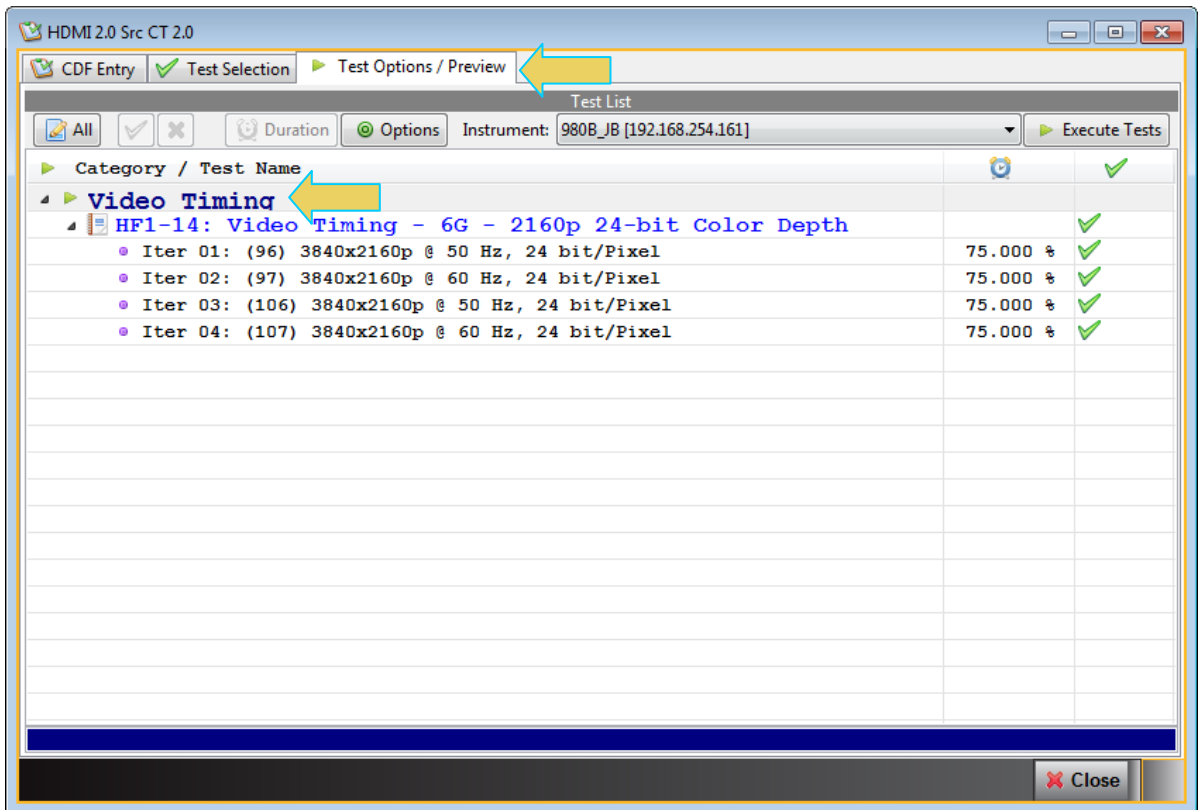 HDMI 2.0 Src CT 2.0
CDF Entry Test Selection Test Options / Preview
Test List
All Duration Options Instrument: 980B_JB [192.168.254.161] Execute Tests
Category / Test Name
Video Timing
HF1-14: Video Timing - 6G - 2160p 24-bit Color Depth
Iter 01: (96) 3840x2160p @ 50 Hz, 24 bit/Pixel 75.000 %
Iter 02: (97) 3840x2160p @ 60 Hz, 24 bit/Pixel 75.000 %
Iter 03: (106) 3840x2160p @ 50 Hz, 24 bit/Pixel 75.000 %
Iter 04: (107) 3840x2160p @ 60 Hz, 24 bit/Pixel 75.000 %
Close